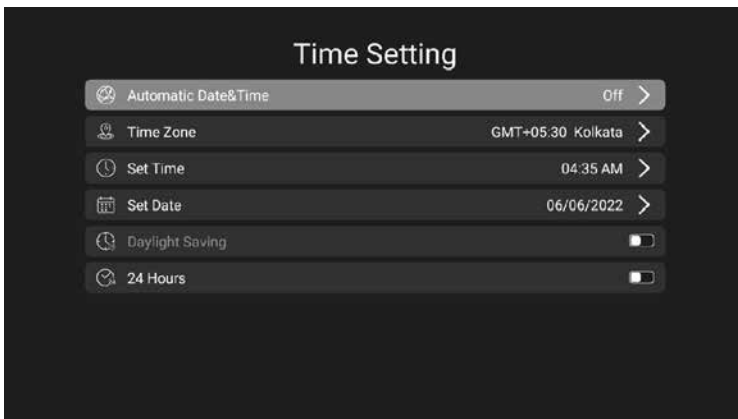 Time Setting
Automatic Date&Time Off
Time Zone GMT+05:30 Kolkata
Set Time 04:35 AM
Set Date 06/06/2022
Daylight Saving
24 Hours